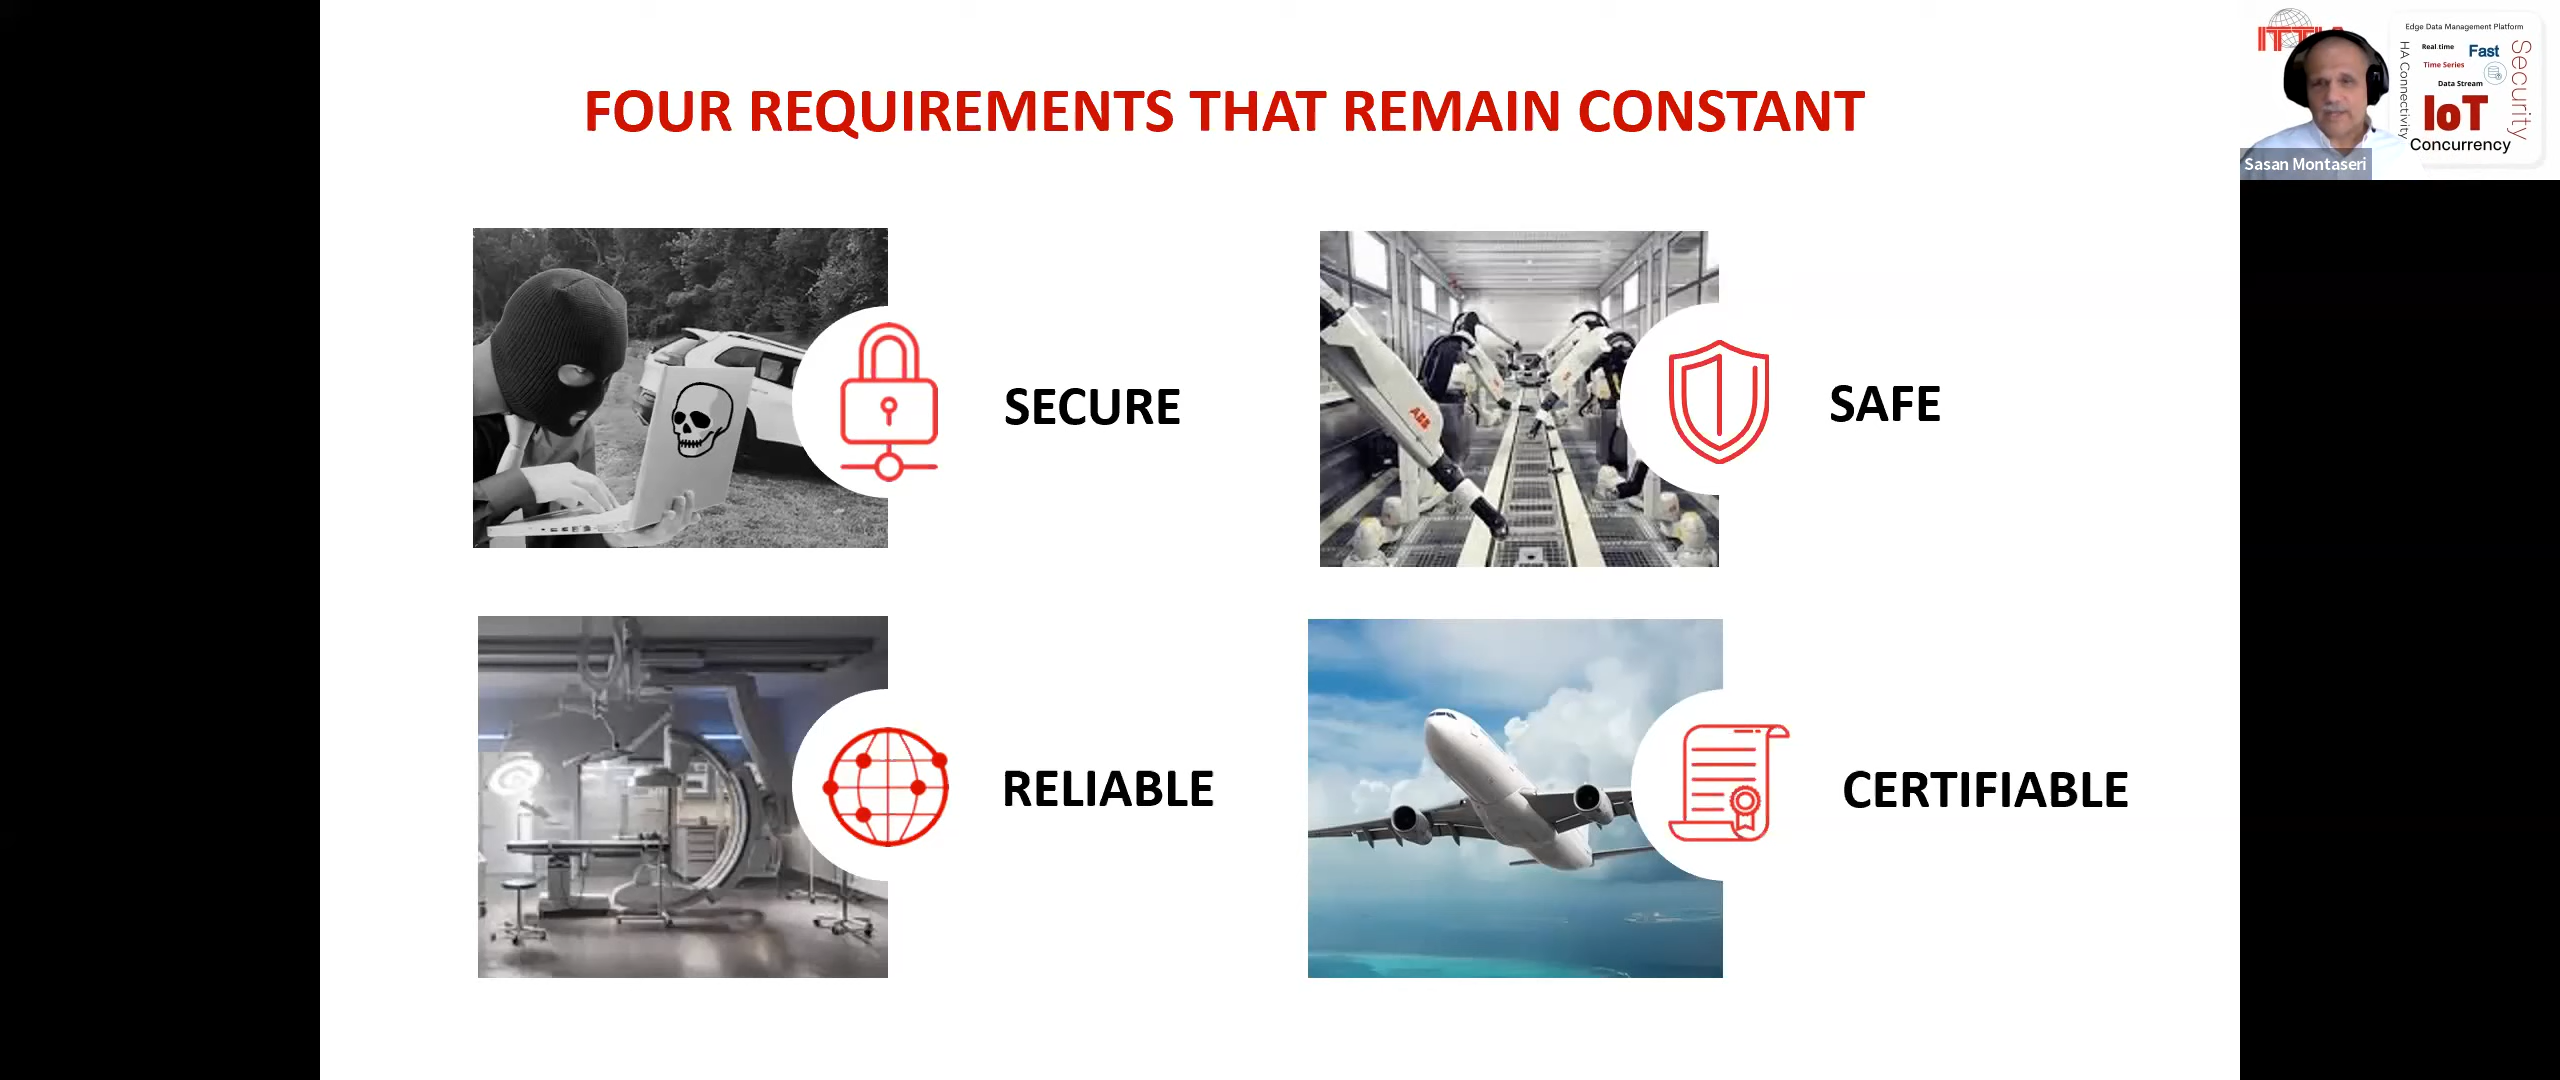 FOUR REQUIREMENTS THAT REMAIN CONSTANT
SECURE
SAFE
ABB
RELIABLE
CERTIFIABLE
Edge Data Management Platform
Real time
Fast
Time Series
Data Stream
IoT
Concurrency
HA Connectivity
Security
Sasan Montaseri